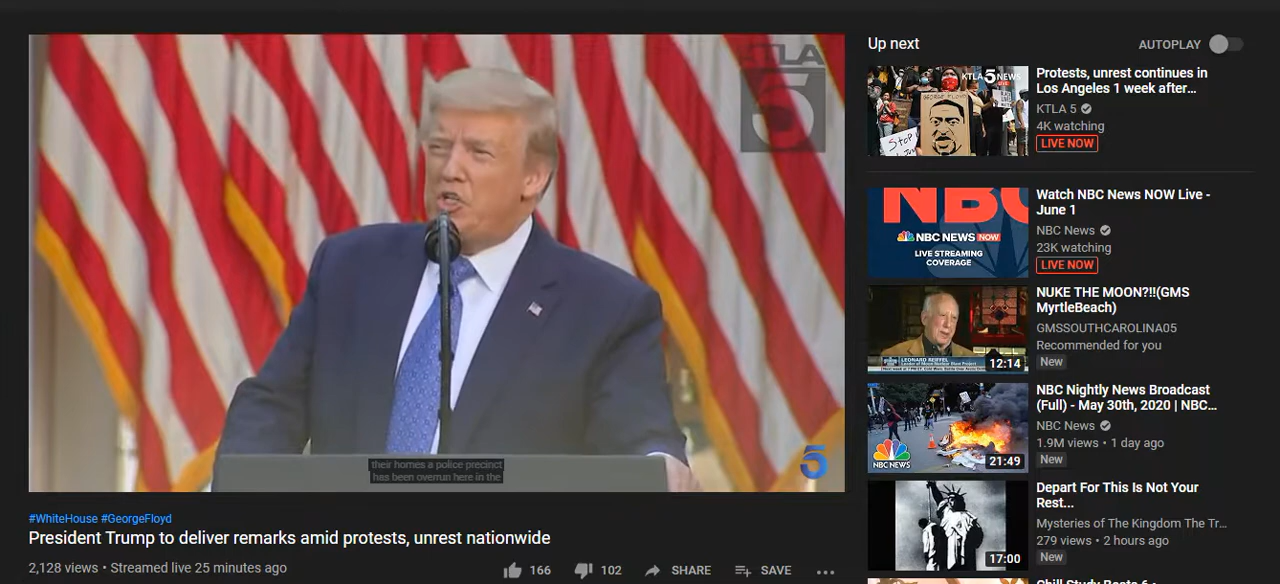 KTLA
5
their homes a police precinct
has been overrun here in the
5
#WhiteHouse #GeorgeFloyd
President Trump to deliver remarks amid protests, unrest nationwide
2,128 views • Streamed live 25 minutes ago
166
102
SHARE
SAVE
Up next
AUTOPLAY
KTLA 5 NEWS
GEORGE FLOYD
STOP
Protests, unrest continues in
Los Angeles 1 week after...
KTLA 5
4K watching
LIVE NOW
NBC
NBC NEWS NOW
LIVE STREAMING
COVERAGE
Watch NBC News NOW Live -
June 1
NBC News
23K watching
LIVE NOW
LEONARD REIFFEL
12:14
NUKE THE MOON?!!(GMS
MyrtleBeach)
GMSSOUTHCAROLINA05
Recommended for you
New
NBC NEWS
21:49
NBC Nightly News Broadcast
(Full) - May 30th, 2020 | NBC...
NBC News
1.9M views • 1 day ago
New
17:00
Depart For This Is Not Your
Rest...
Mysteries of The Kingdom The Tr...
279 views • 2 hours ago
New